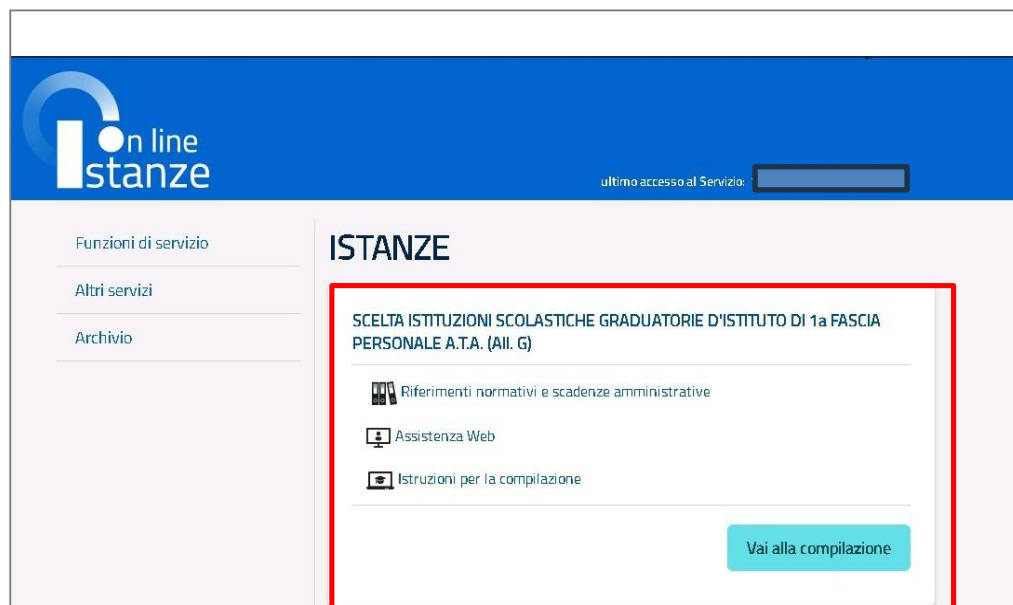 On line
Istanze
ultimo accesso al Servizio:
Funzioni di servizio
Altri servizi
Archivio
ISTANZE
SCELTA ISTITUZIONI SCOLASTICHE GRADUATORIE D'ISTITUTO DI 1a FASCIA
PERSONALE A.T.A. (All. G)
Riferimenti normativi e scadenze amministrative
Assistenza Web
Istruzioni per la compilazione
Vai alla compilazione